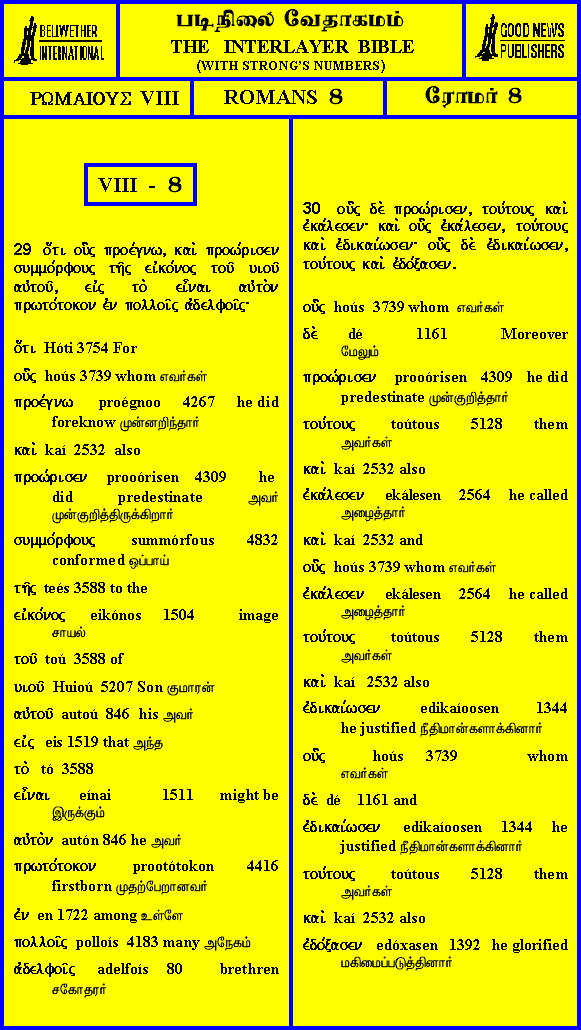 BELLWETHER
INTERNATIONAL
படிநிலை வேதாகமம்
THE INTERLAYER BIBLE
(WITH STRONG'S NUMBERS)
GOOD NEWS
PUBLISHERS
ΡΩΜΑΙΟΥΣ VIII
ROMANS 8
ரோமர் 8
VIII - 8
29 ὅτι οὓς προέγνω, καὶ προώρισεν
συμμόρφους τῆς εἰκόνος τοῦ υιοῦ
αὐτοῦ, εἰς τὸ εἶναι αὐτὸν
πρωτότοκον ἐν πολλοῖς ἀδελφοῖς·
ὅτι Hóti 3754 For
οὓς hoús 3739 whom எவர்கள்
προέγνω proégnoo 4267 he did
foreknow முன்னறிந்தார்
καὶ kaí 2532 also
προώρισεν prooórisen 4309 he
did predestinate அவர்
முன்குறித்திருக்கிறார்
συμμόρφους summórfous 4832
conformed ஒப்பாய்
τῆς teés 3588 to the
εἰκόνος eikónos 1504 image
சாயல்
τοῦ toú 3588 of
υιοῦ Huioú 5207 Son குமாரன்
αὐτοῦ autoú 846 his அவர்
εἰς eis 1519 that அந்த
τὸ tó 3588
εἶναι eínai 1511 might be
இருக்கும்
αὐτὸν autón 846 he அவர்
πρωτότοκον prootótokon 4416
firstborn முதற்பேறானவர்
ἐν en 1722 among உள்ளே
πολλοῖς polloís 4183 many அநேகம்
ἀδελφοῖς adelfoís 80 brethren
சகோதரர்
30 οὓς δὲ προώρισεν, τούτους καὶ
ἐκάλεσεν· καὶ οὓς ἐκάλεσεν, τούτους
καὶ ἐδικαίωσεν· οὓς δὲ ἐδικαίωσεν,
τούτους καὶ ἐδόξασεν.
οὓς hoús 3739 whom எவர்கள்
δὲ dé 1161 Moreover
மேலும்
προώρισεν prooórisen 4309 he did
predestinate முன்குறித்தார்
τούτους toútous 5128 them
அவர்கள்
καὶ kaí 2532 also
ἐκάλεσεν ekálesen 2564 he called
அழைத்தார்
καὶ kaí 2532 and
οὓς hoús 3739 whom எவர்கள்
ἐκάλεσεν ekálesen 2564 he called
அழைத்தார்
τούτους toútous 5128 them
அவர்கள்
καὶ kaí 2532 also
ἐδικαίωσεν edikaíoosen 1344
he justified நீதிமான்களாக்கினார்
οὓς hoús 3739 whom
எவர்கள்
δὲ dé 1161 and
ἐδικαίωσεν edikaíoosen 1344 he
justified நீதிமான்களாக்கினார்
τούτους toútous 5128 them
அவர்கள்
καὶ kaí 2532 also
ἐδόξασεν edóxasen 1392 he glorified
மகிமைப்படுத்தினார்